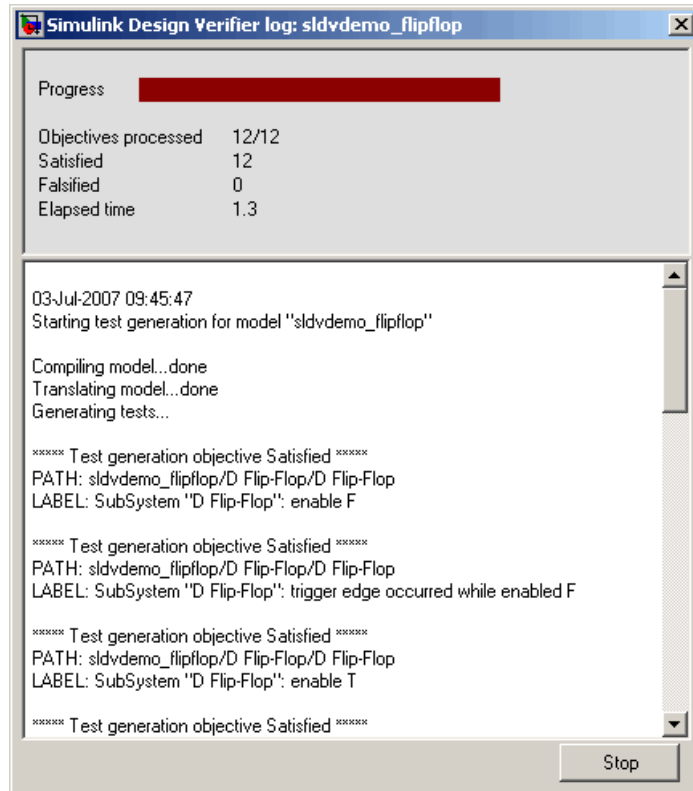 Simulink Design Verifier log: sldvdemo_flipflop
Progress
Objectives processed 12/12
Satisfied 12
Falsified 0
Elapsed time 1.3
03-Jul-2007 09:45:47
Starting test generation for model "sldvdemo_flipflop"
Compiling model...done
Translating model...done
Generating tests...
***** Test generation objective Satisfied *****
PATH: sldvdemo_flipflop/D Flip-Flop/D Flip-Flop
LABEL: SubSystem "D Flip-Flop": enable F
***** Test generation objective Satisfied *****
PATH: sldvdemo_flipflop/D Flip-Flop/D Flip-Flop
LABEL: SubSystem "D Flip-Flop": trigger edge occurred while enabled F
***** Test generation objective Satisfied *****
PATH: sldvdemo_flipflop/D Flip-Flop/D Flip-Flop
LABEL: SubSystem "D Flip-Flop": enable T
***** Test generation objective Satisfied *****
Stop